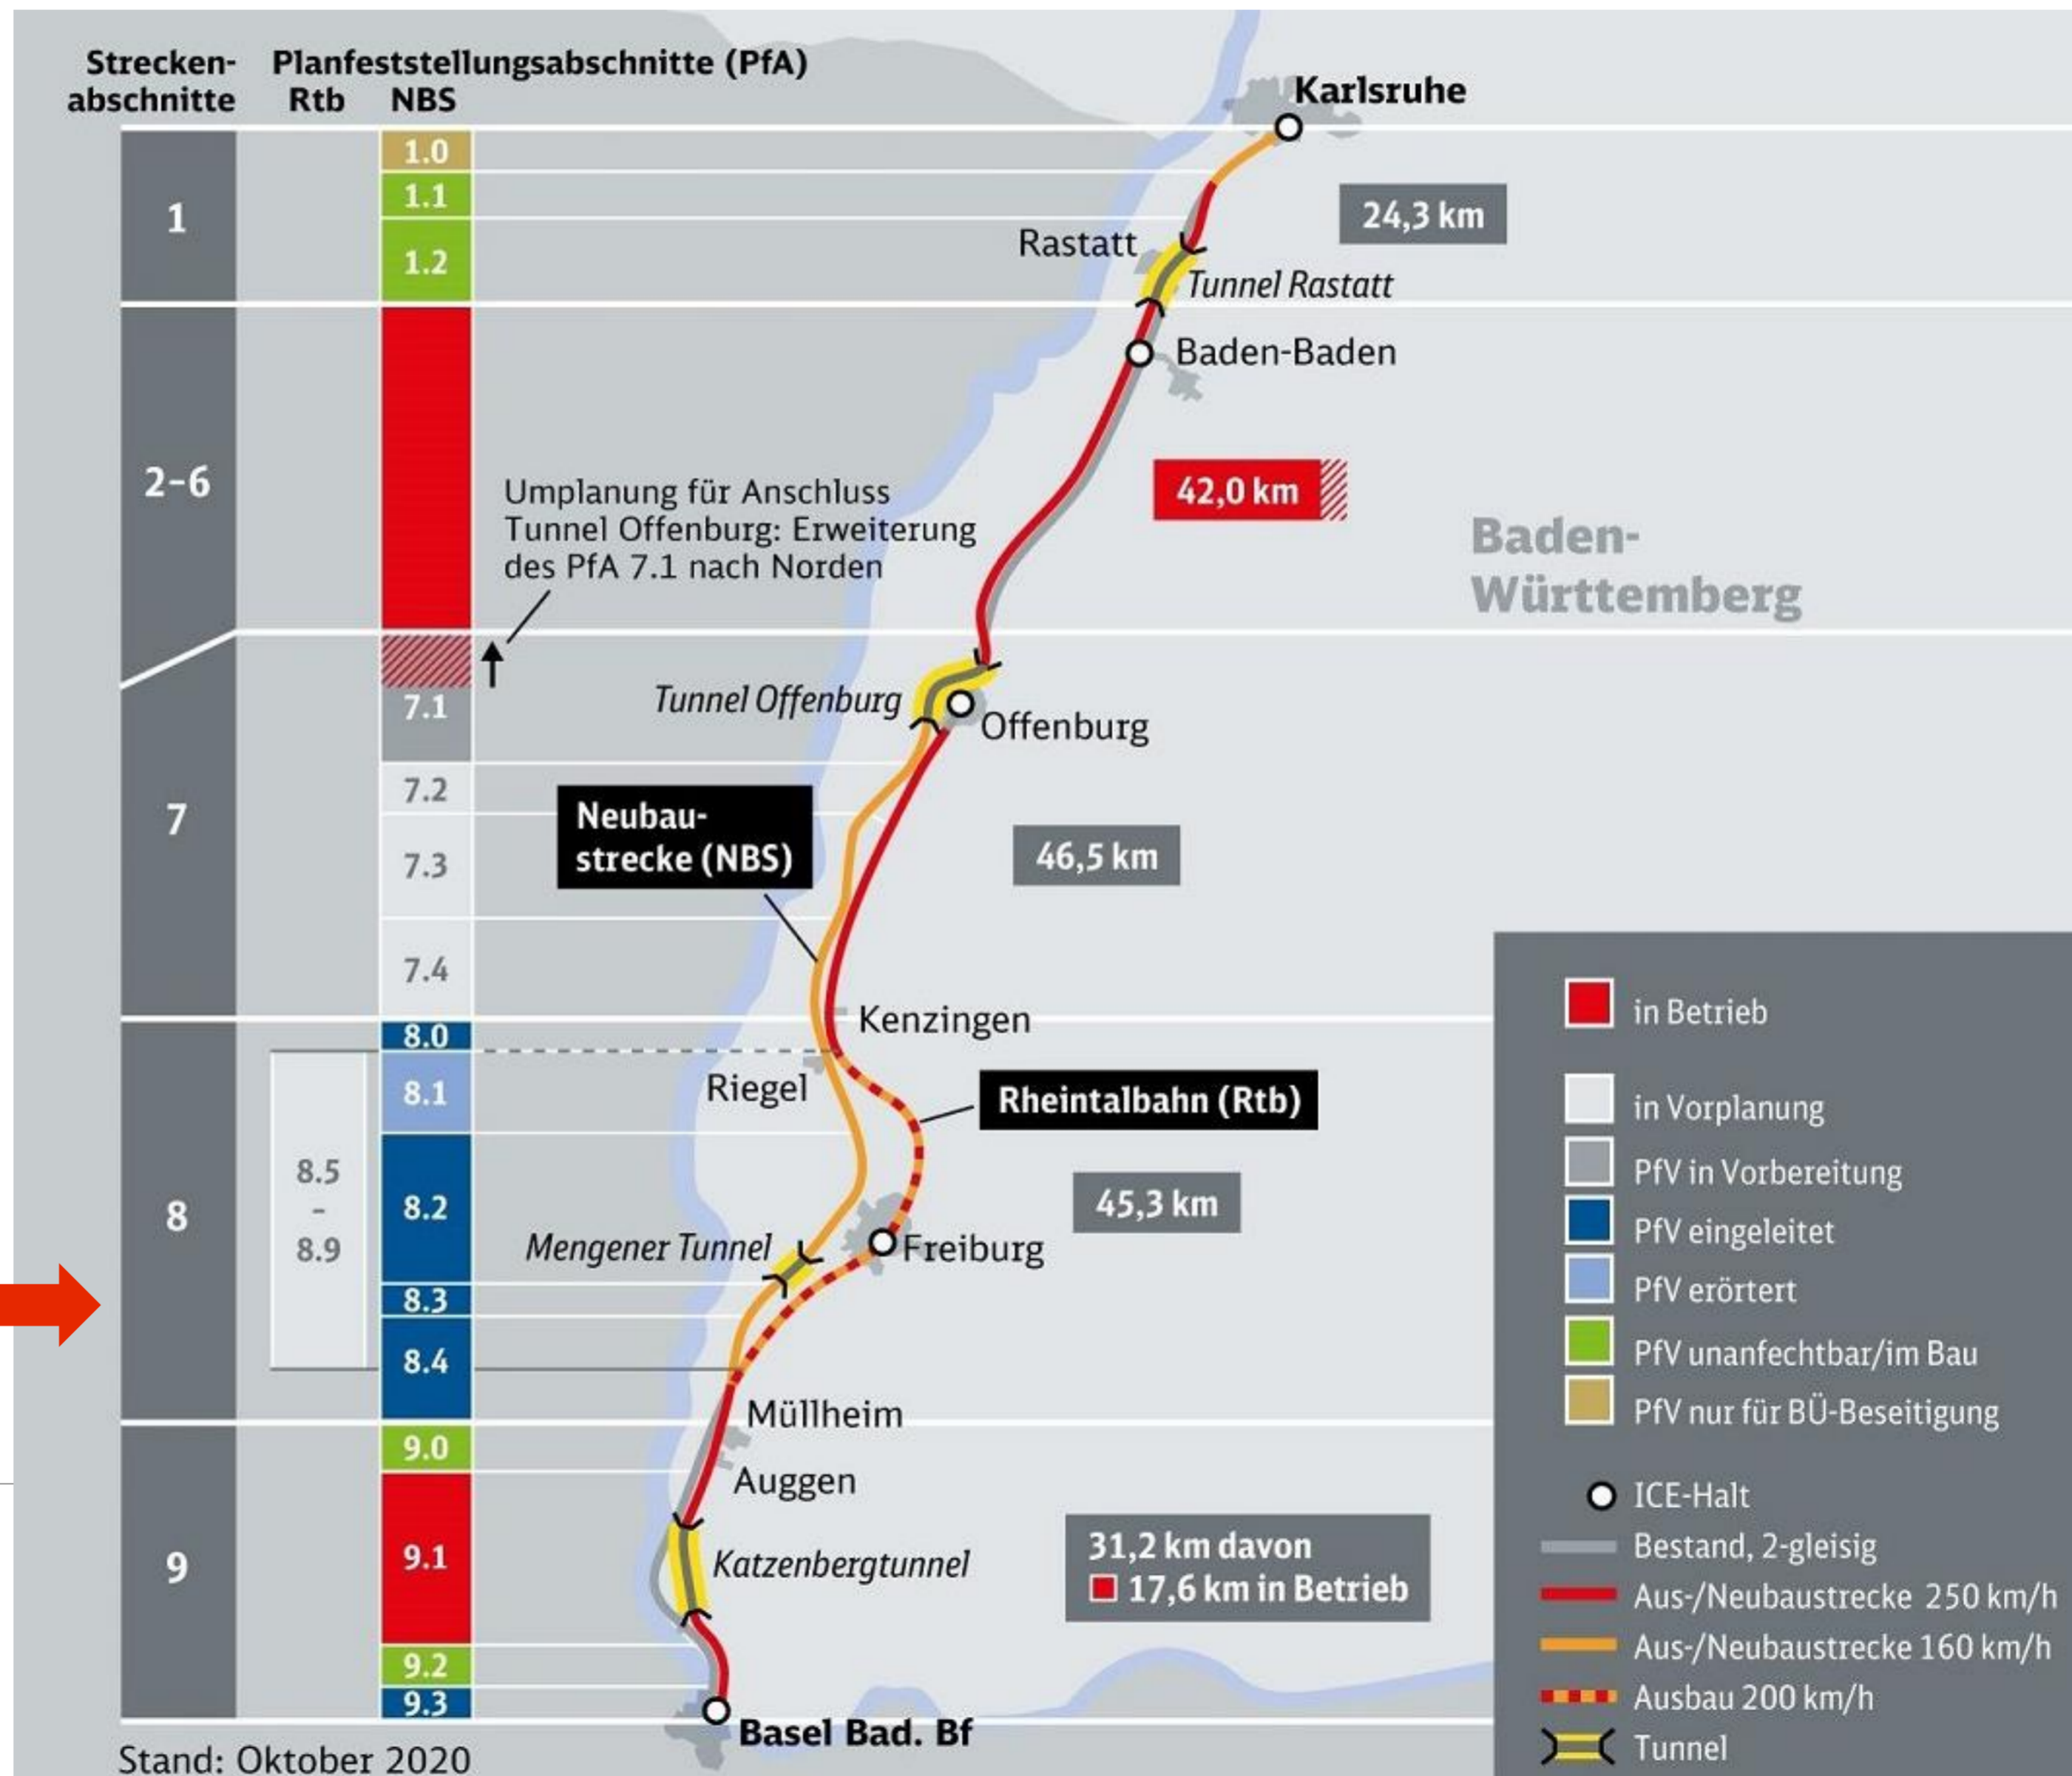 Strecken-
abschnitte
Planfeststellungsabschnitte (PfA)
Rtb NBS
1
1.0
1.1
1.2
2-6
7
7.1
7.2
7.3
7.4
8
8.5
-
8.9
8.0
8.1
8.2
8.3
8.4
9
9.0
9.1
9.2
9.3
Stand: Oktober 2020
Umplanung für Anschluss
Tunnel Offenburg: Erweiterung
des PfA 7.1 nach Norden
Karlsruhe
24,3 km
Rastatt
Tunnel Rastatt
Baden-Baden
42,0 km
Baden-
Württemberg
Tunnel Offenburg
Offenburg
Neubau-
strecke (NBS)
46,5 km
Kenzingen
Riegel
Rheintalbahn (Rtb)
45,3 km
Mengener Tunnel
Freiburg
Müllheim
Auggen
Katzenbergtunnel
31,2 km davon
17,6 km in Betrieb
Basel Bad. Bf
in Betrieb
in Vorplanung
PfV in Vorbereitung
PfV eingeleitet
PfV erörtert
PfV unanfechtbar/im Bau
PfV nur für BÜ-Beseitigung
ICE-Halt
Bestand, 2-gleisig
Aus-/Neubaustrecke 250 km/h
Aus-/Neubaustrecke 160 km/h
Ausbau 200 km/h
Tunnel